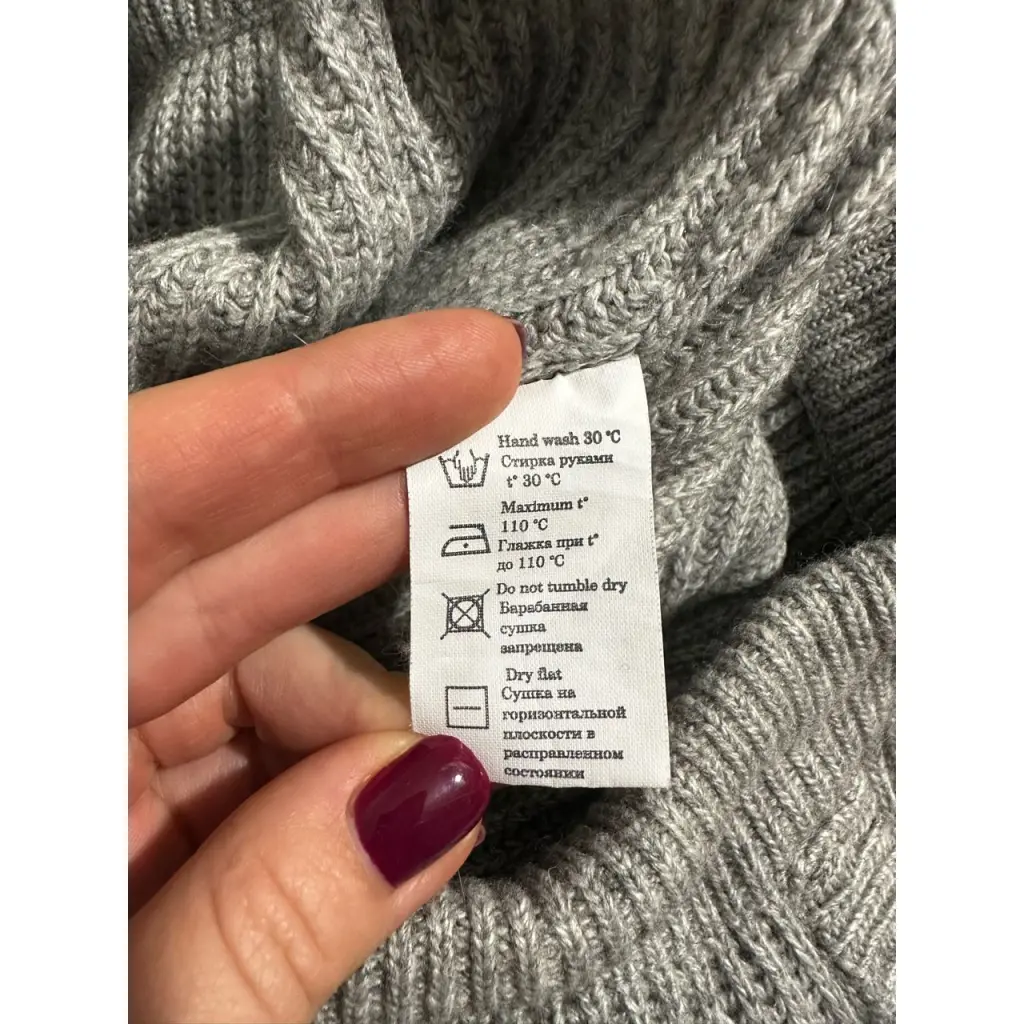 Hand wash 30 °C
Стирка руками
t° 30 °C
Maximum t°
110 °C
Глажка при t°
до 110 °C
Do not tumble dry
Барабанная
сушка
запрещена
Dry flat
Сушка на
горизонтальной
плоскости в
расправленном
состоянии